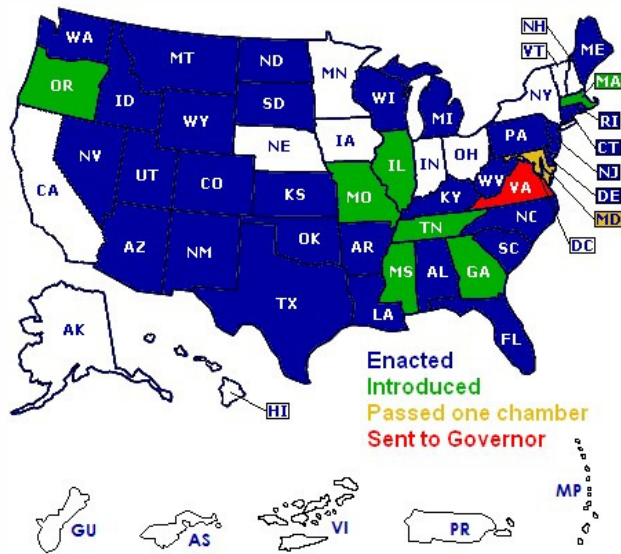 NH
WA
VT
ME
MT
ND
MN
OR
MA
ID
SD
WI
NY
WY
MI
RI
IA
PA
CT
NE
NV
IL
IN
OH
NJ
UT
CO
WV
DE
CA
KS
MO
KY
VA
MD
NC
TN
OK
DC
AZ
NM
AR
SC
MS
AL
GA
TX
LA
AK
FL
Enacted
Introduced
HI
Passed one chamber
Sent to Governor
MP
GU
AS
VI
PR